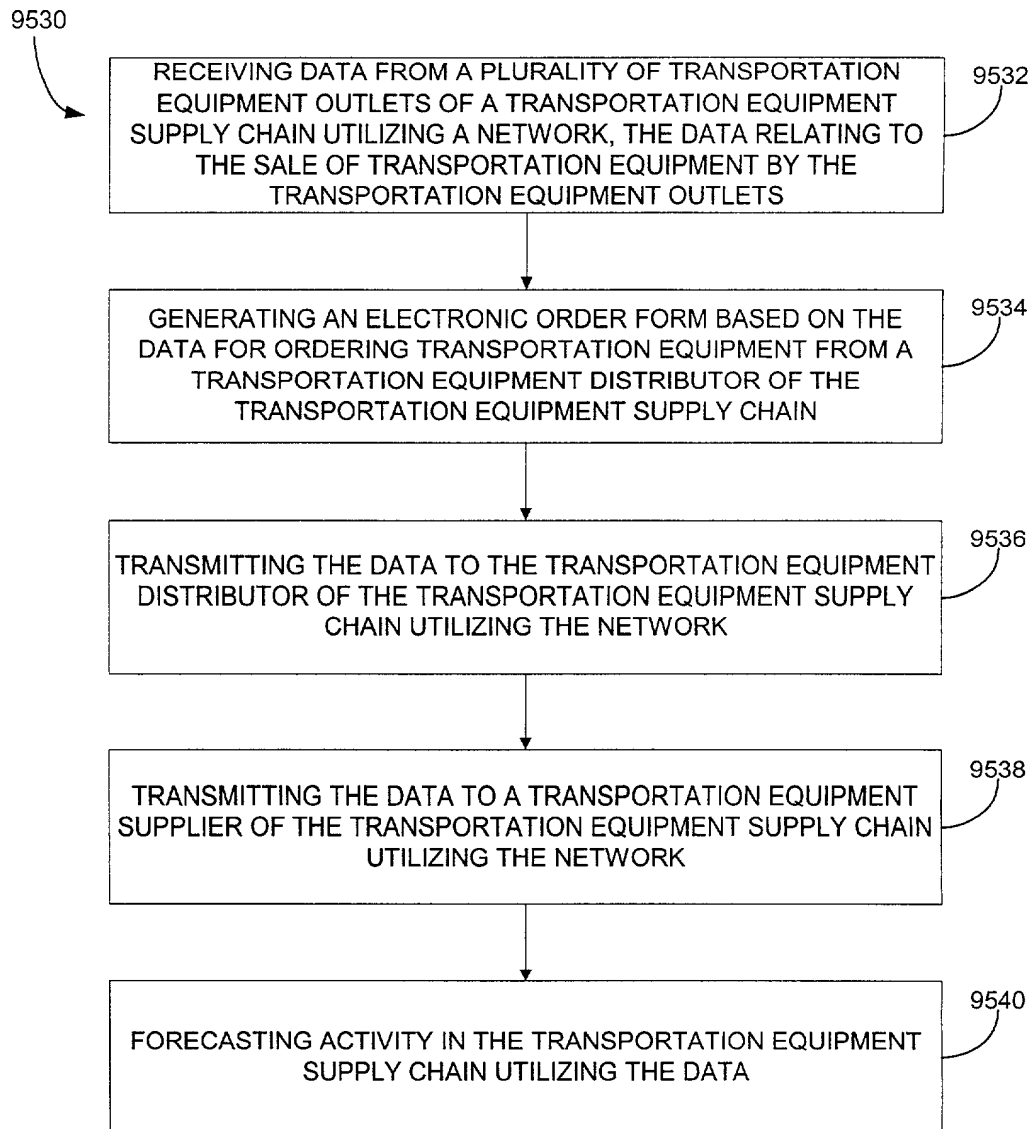 9530
RECEIVING DATA FROM A PLURALITY OF TRANSPORTATION
EQUIPMENT OUTLETS OF A TRANSPORTATION EQUIPMENT
SUPPLY CHAIN UTILIZING A NETWORK, THE DATA RELATING TO
THE SALE OF TRANSPORTATION EQUIPMENT BY THE
TRANSPORTATION EQUIPMENT OUTLETS
9532
GENERATING AN ELECTRONIC ORDER FORM BASED ON THE
DATA FOR ORDERING TRANSPORTATION EQUIPMENT FROM A
TRANSPORTATION EQUIPMENT DISTRIBUTOR OF THE
TRANSPORTATION EQUIPMENT SUPPLY CHAIN
9534
TRANSMITTING THE DATA TO THE TRANSPORTATION EQUIPMENT
DISTRIBUTOR OF THE TRANSPORTATION EQUIPMENT SUPPLY
CHAIN UTILIZING THE NETWORK
9536
TRANSMITTING THE DATA TO A TRANSPORTATION EQUIPMENT
SUPPLIER OF THE TRANSPORTATION EQUIPMENT SUPPLY CHAIN
UTILIZING THE NETWORK
9538
FORECASTING ACTIVITY IN THE TRANSPORTATION EQUIPMENT
SUPPLY CHAIN UTILIZING THE DATA
9540